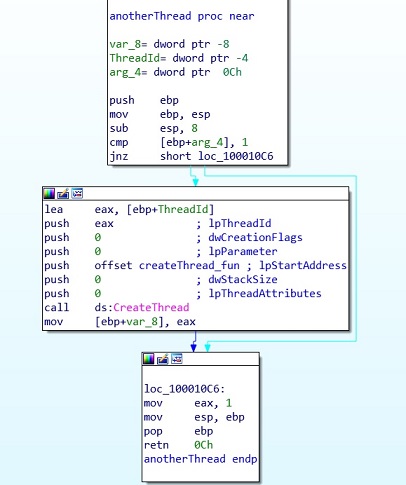 anotherThread proc near
var_8= dword ptr -8
ThreadId= dword ptr -4
arg_4= dword ptr  0Ch
push    ebp
mov     ebp, esp
sub     esp, 8
cmp     [ebp+arg_4], 1
jnz     short loc_100010C6
lea     eax, [ebp+ThreadId]
push    eax             ; lpThreadId
push    0               ; dwCreationFlags
push    0               ; lpParameter
push    offset createThread_fun ; lpStartAddress
push    0               ; dwStackSize
push    0               ; lpThreadAttributes
call    ds:CreateThread
mov     [ebp+var_8], eax
loc_100010C6:
mov     eax, 1
mov     esp, ebp
pop     ebp
retn    0Ch
anotherThread endp